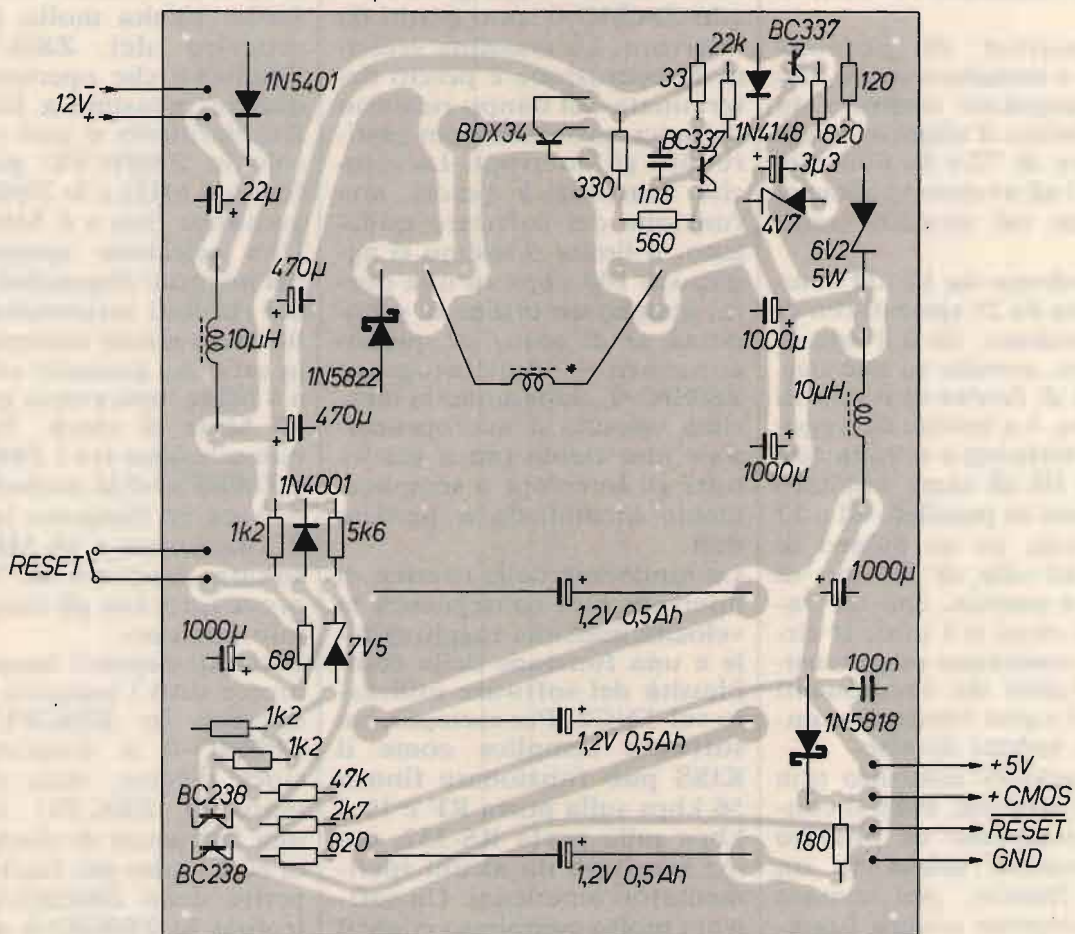 BC337
22k
1N5401
33
120
12V
- +
BDX34
BC337
1N4148
820
330
3µ3
22µ
1n8
4V7
560
6V2
5W
470µ
1000µ
10µH
1N5822
*
10µH
470µ
1000µ
1N4001
1k2
5k6
RESET
1000µ
1,2V 0,5Ah
1000µ
68
7V5
100n
1k2
1N5818
1k2
1,2V 0,5Ah
47k
+5V
BC238
2k7
+CMOS
820
RESET
180
BC238
1,2V 0,5Ah
GND